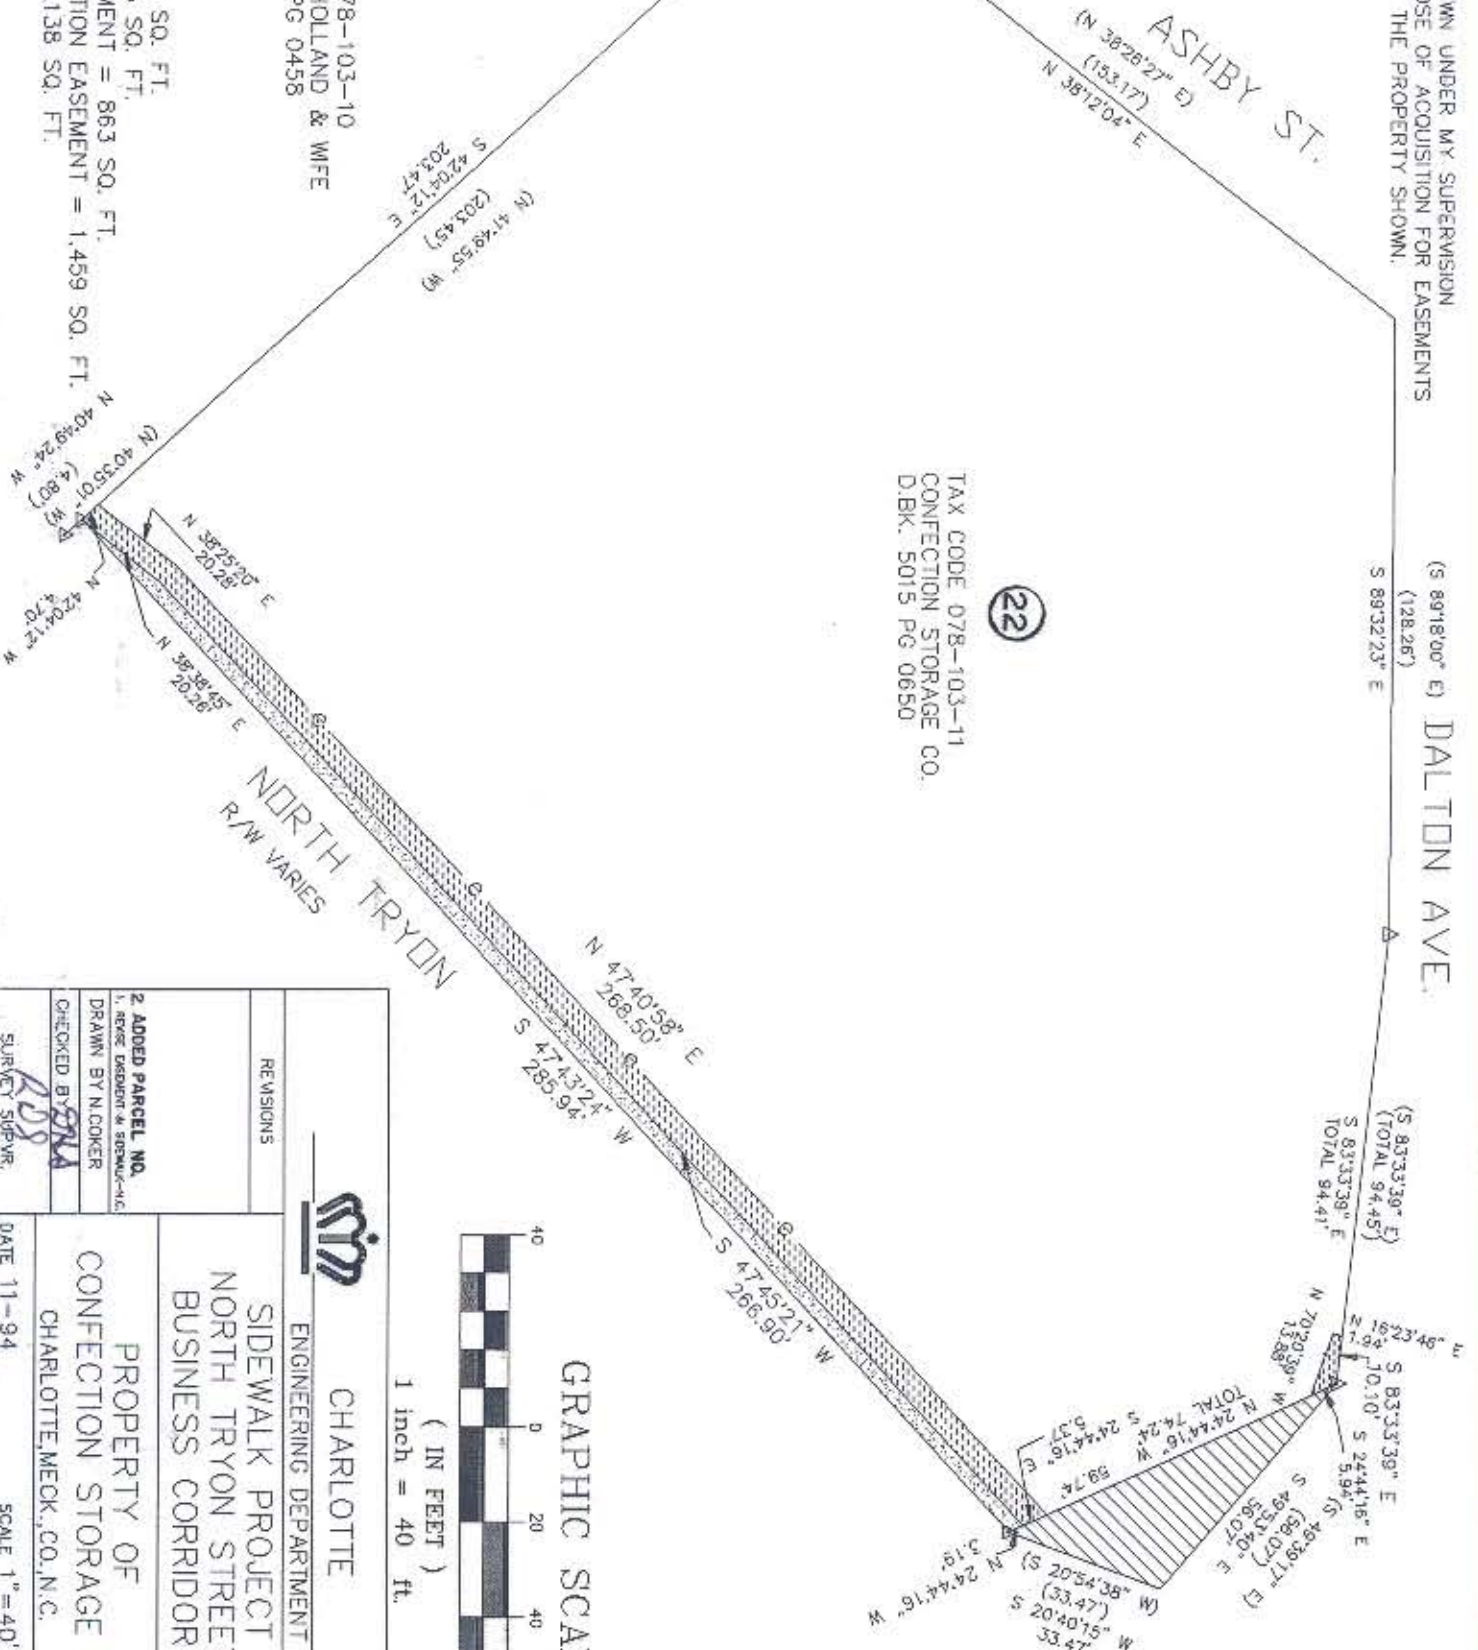 WN UNDER MY SUPERVISION
OSE OF ACQUISITION FOR EASEMENTS
THE PROPERTY SHOWN.
ASHBY ST.
(N 38°26'27" E)
(153.17')
N 38°12'04" E
(S 89°18'00" E)
(128.26')
S 89°32'23" E
DALTON AVE.
(S 83°33'39" E)
(TOTAL 94.45')
S 83°33'39" E
TOTAL 94.41'
N 16°23'46" E
1.94'
S 83°33'39" E
10.10'
S 24°44'16" E
5.94'
(S 49°39'17" E)
(56.07')
S 49°53'40" E
56.07'
N 70°20'39" W
13.89'
N 24°44'16" W
TOTAL 74.24'
59.74'
S 24°44'16" E
5.37'
(S 20°54'38" W)
(33.47')
S 20°40'15" W
33.47'
N 24°44'16" W
3.19'
22
TAX CODE 078-103-11
CONFECTION STORAGE CO.
D.BK. 5015 PG 0650
(N 41°49'55" W)
(203.45')
S 42°04'12" E
203.47'
78-103-10
HOLLAND & WIFE
PG 0458
SQ. FT.
SQ. FT.
MENT = 863 SQ. FT.
TION EASEMENT = 1,459 SQ. FT.
138 SQ. FT.
(N 40°35'01" W)
(4.80')
N 40°49'24" W
N 42°04'12" W
4.70'
N 38°25'20" E
20.28'
N 38°38'45" E
20.26'
e
e
e
e
NORTH TRYON
R/W VARIES
N 47°40'58" E
268.50'
S 47°43'24" W
285.94'
S 47°45'21" W
266.90'
GRAPHIC SCA
40 0 20 40
( IN FEET )
1 inch = 40 ft.
CHARLOTTE
ENGINEERING DEPARTMENT
REVISIONS
2. ADDED PARCEL NO.
1. REVISE EASEMENT & SIDEWALK-N.C.
DRAWN BY N.COKER
CHECKED BY
SURVEY SUPVR.
SIDEWALK PROJECT
NORTH TRYON STREET
BUSINESS CORRIDOR
PROPERTY OF
CONFECTION STORAGE
CHARLOTTE,MECK.,CO.,N.C.
DATE 11-94
SCALE 1"=40'